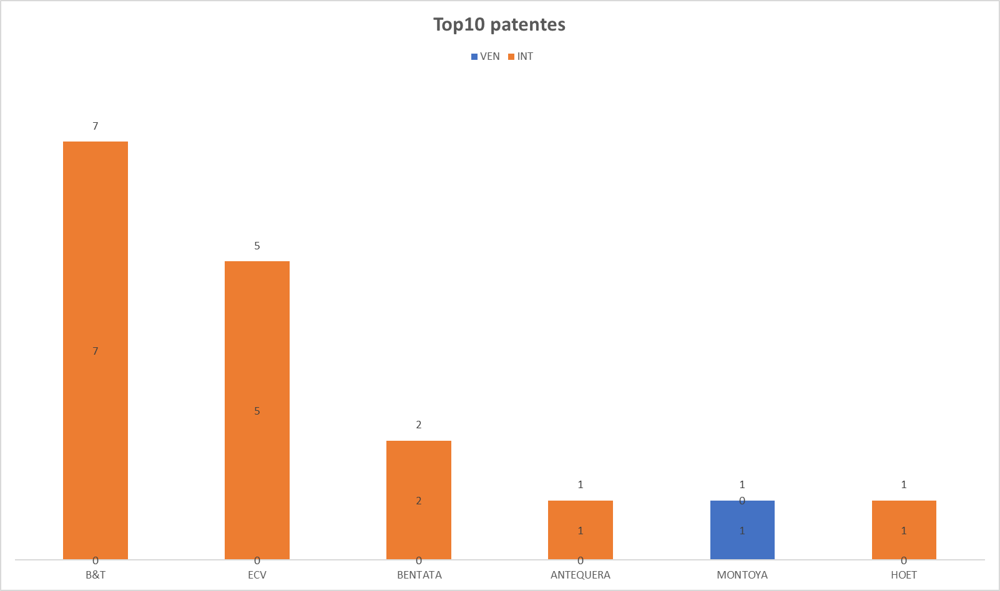 Top10 patentes
VEN INT
7
5
7
5
2
2
1 1 1
0
1 1 1
0 0 0 0 0
B&T ECV BENTATA ANTEQUERA MONTOYA HOET